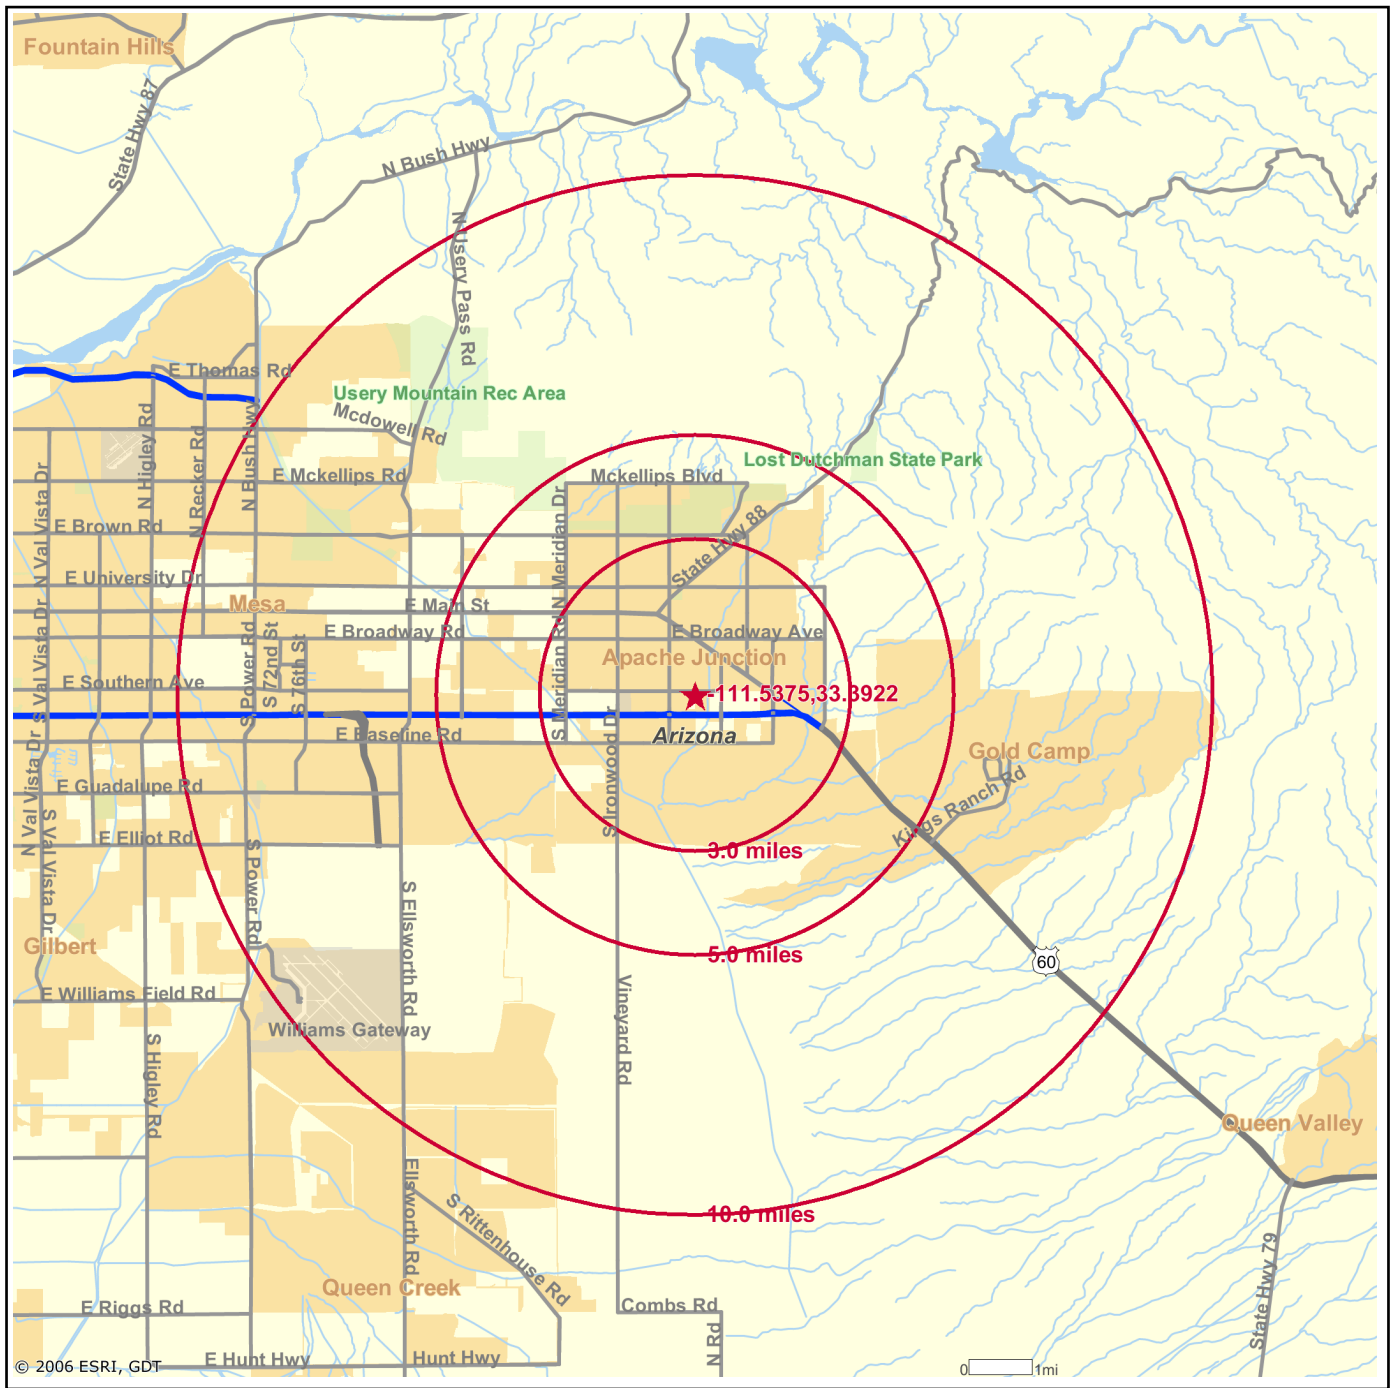 Fountain Hills
State Hwy 87
N Bush Hwy
N Usery Pass Rd
E Thomas Rd
Usery Mountain Rec Area
Mcdowell Rd
N Higley Rd
N Recker Rd
N Bush Hwy
E Mckellips Rd
Mckellips Blvd
Lost Dutchman State Park
N Val Vista Dr
E Brown Rd
N Meridian Dr
State Hwy 88
E University Dr
Mesa
E Main St
E Broadway Rd
E Broadway Ave
S Val Vista Dr
S Power Rd
S 72nd St
S 76th St
S Meridian Rd
Apache Junction
E Southern Ave
-111.5375,33.3922
E Baseline Rd
Arizona
S Ironwood Dr
Gold Camp
Kings Ranch Rd
N Val Vista Dr
E Guadalupe Rd
S Val Vista Dr
E Elliot Rd
3.0 miles
S Power Rd
S Ellsworth Rd
Gilbert
5.0 miles
60
E Williams Field Rd
Williams Gateway
Vineyard Rd
S Higley Rd
Queen Valley
Ellsworth Rd
S Rittenhouse Rd
10.0 miles
Queen Creek
State Hwy 79
E Riggs Rd
Combs Rd
N Rd
E Hunt Hwy
Hunt Hwy
© 2006 ESRI, GDT
0 1mi